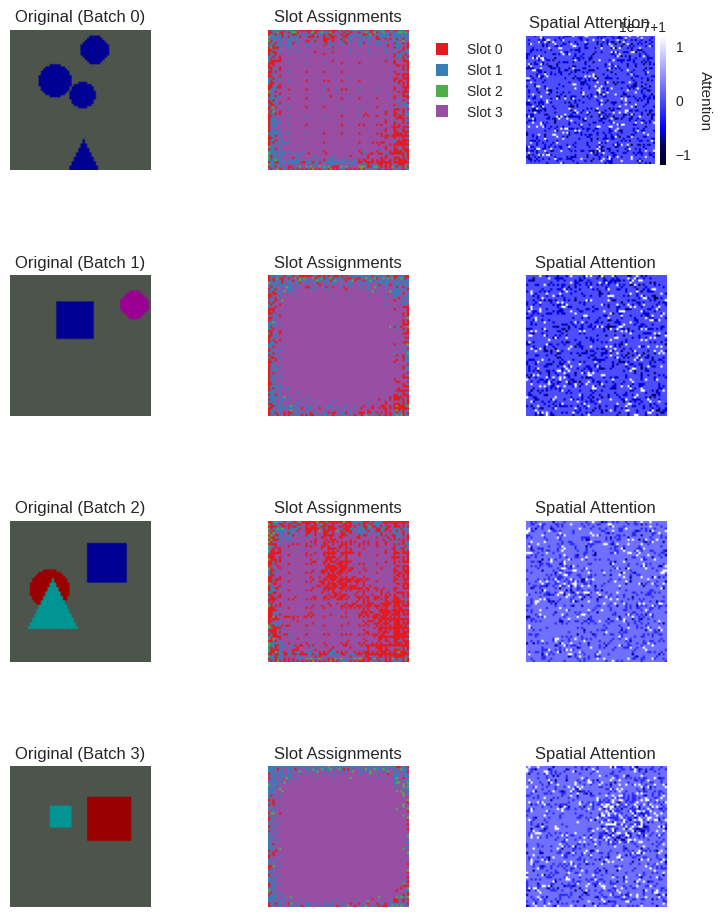 Original (Batch 0)
Slot Assignments
Spatial Attention
Slot 0
Slot 1
Slot 2
Slot 3
1e−7+1
1
0
−1
Attention
Original (Batch 1)
Slot Assignments
Spatial Attention
Original (Batch 2)
Slot Assignments
Spatial Attention
Original (Batch 3)
Slot Assignments
Spatial Attention